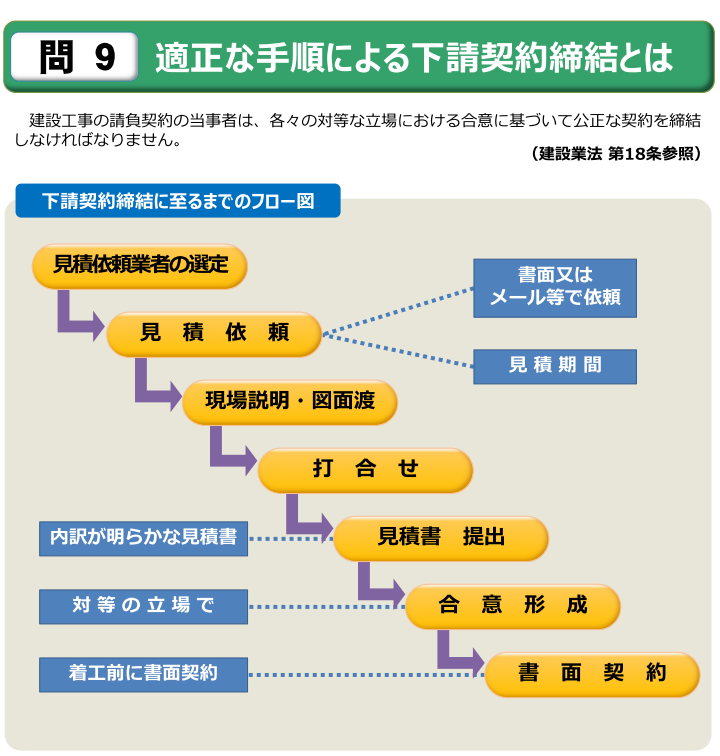 問 9
適正な手順による下請契約締結とは
建設工事の請負契約の当事者は、各々の対等な立場における合意に基づいて公正な契約を締結
しなければなりません。
（建設業法 第18条参照）
下請契約締結に至るまでのフロー図
見積依頼業者の選定
書面又は
メール等で依頼
見 積 依 頼
見 積 期 間
現場説明・図面渡
打 合 せ
内訳が明らかな見積書
見積書 提出
対 等 の 立 場 で
合 意 形 成
着工前に書面契約
書 面 契 約